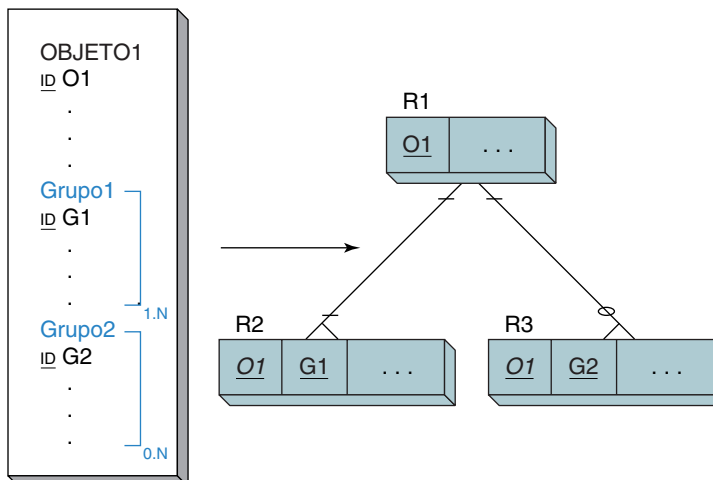 OBJETO1
ID O1
.
.
.
Grupo1
ID G1
.
.
.
1.N
Grupo2
ID G2
.
.
.
0.N
R1
O1 ...
R2
O1 G1 ...
R3
O1 G2 ...